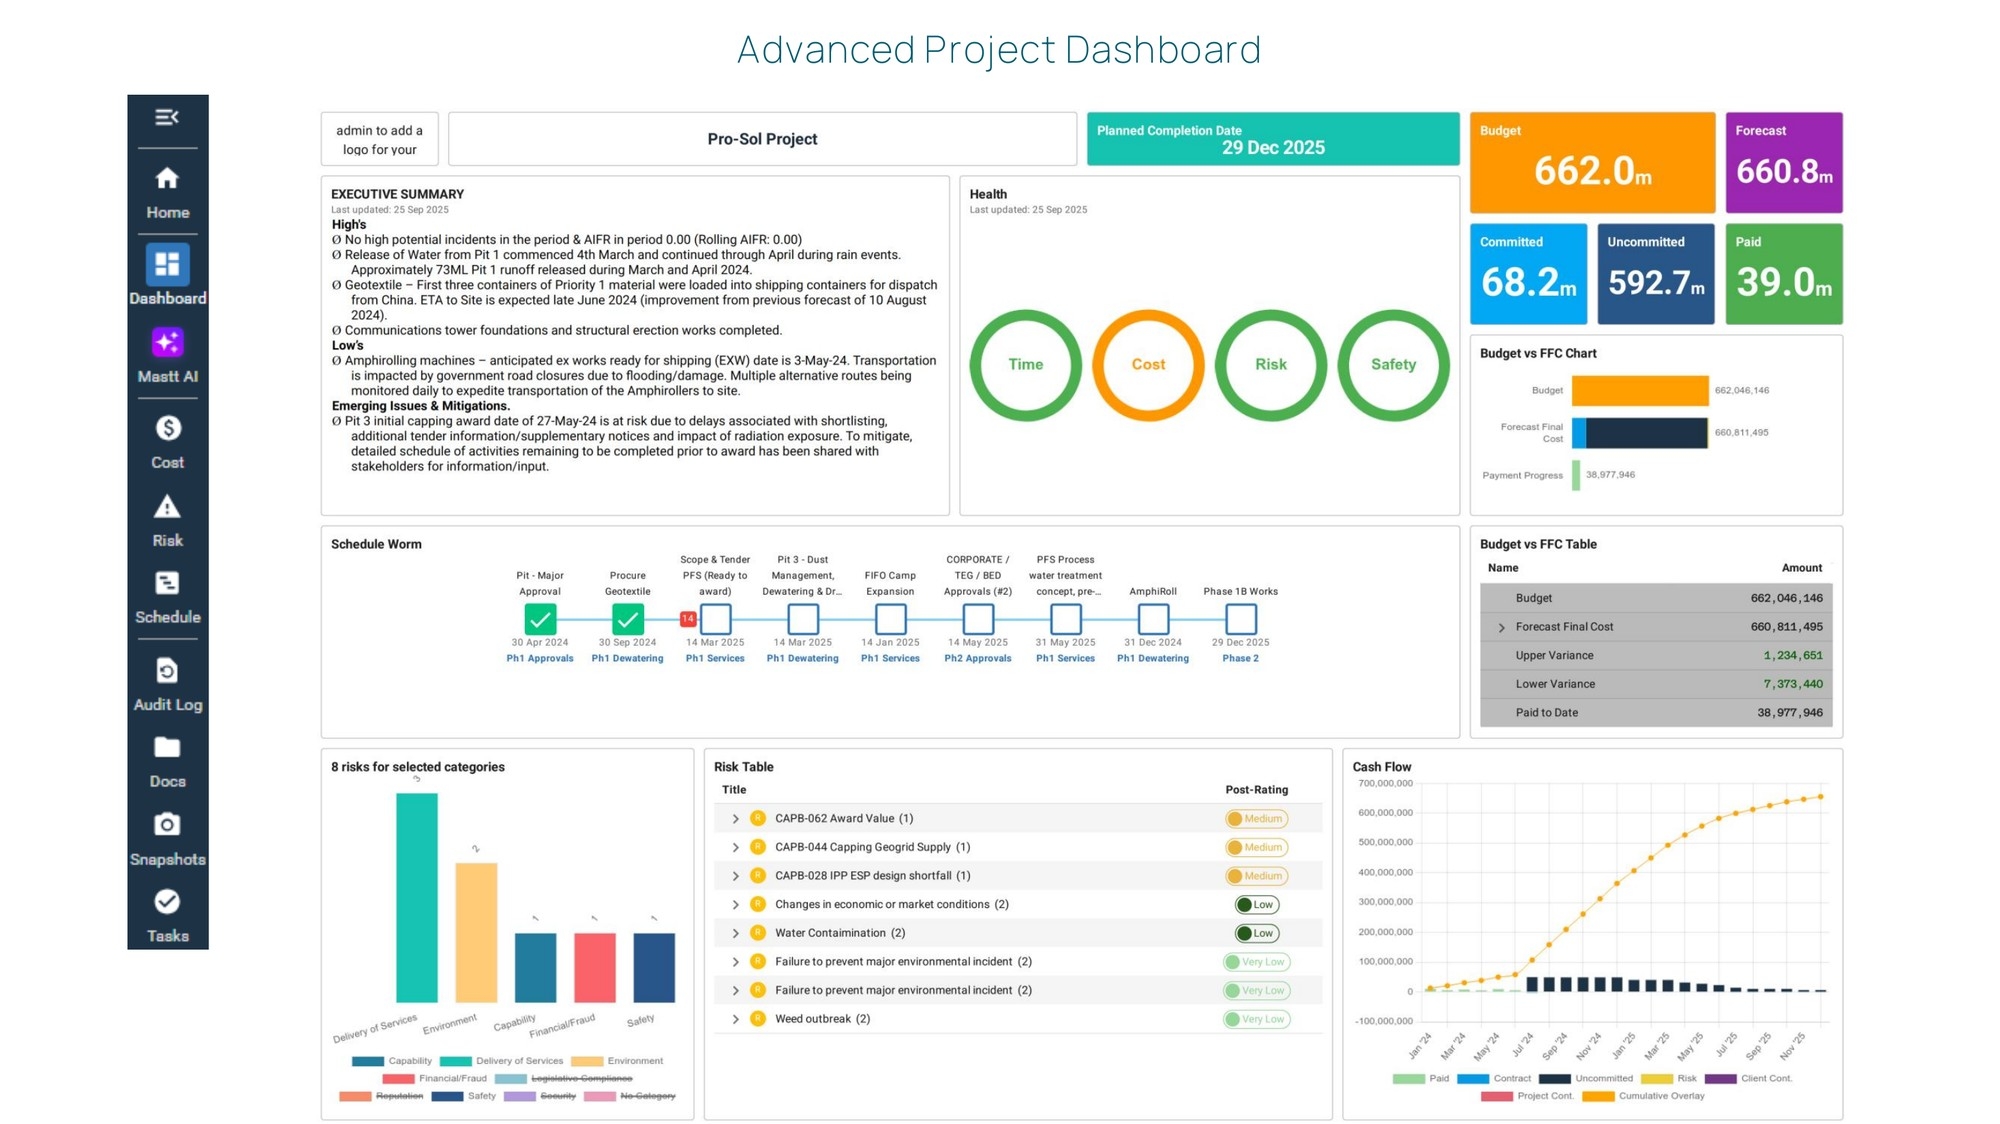 Advanced Project Dashboard
Home
Dashboard
Mastt AI
Cost
Risk
Schedule
Audit Log
Docs
Snapshots
Tasks
admin to add a
logo for your
Pro-Sol Project
Planned Completion Date
29 Dec 2025
Budget
662.0m
Forecast
660.8m
Committed
68.2m
Uncommitted
592.7m
Paid
39.0m
EXECUTIVE SUMMARY
Last updated: 25 Sep 2025
High's
Ø No high potential incidents in the period & AIFR in period 0.00 (Rolling AIFR: 0.00)
Ø Release of Water from Pit 1 commenced 4th March and continued through April during rain events.
Approximately 73ML Pit 1 runoff released during March and April 2024.
Ø Geotextile – First three containers of Priority 1 material were loaded into shipping containers for dispatch
from China. ETA to Site is expected late June 2024 (improvement from previous forecast of 10 August
2024).
Ø Communications tower foundations and structural erection works completed.
Low's
Ø Amphirolling machines – anticipated ex works ready for shipping (EXW) date is 3-May-24. Transportation
is impacted by government road closures due to flooding/damage. Multiple alternative routes being
monitored daily to expedite transportation of the Amphirollers to site.
Emerging Issues & Mitigations.
Ø Pit 3 initial capping award date of 27-May-24 is at risk due to delays associated with shortlisting,
additional tender information/supplementary notices and impact of radiation exposure. To mitigate,
detailed schedule of activities remaining to be completed prior to award has been shared with
stakeholders for information/input.
Health
Last updated: 25 Sep 2025
Time
Cost
Risk
Safety
Budget vs FFC Chart
Budget
662,046,146
Forecast Final
Cost
660,811,495
Payment Progress
38,977,946
Schedule Worm
Pit - Major
Approval
30 Apr 2024
Ph1 Approvals
Procure
Geotextile
30 Sep 2024
Ph1 Dewatering
Scope & Tender
PFS (Ready to
award)
14
14 Mar 2025
Ph1 Services
Pit 3 - Dust
Management,
Dewatering & Dr...
14 Mar 2025
Ph1 Dewatering
FIFO Camp
Expansion
14 Jan 2025
Ph1 Services
CORPORATE /
TEG / BED
Approvals (#2)
14 May 2025
Ph2 Approvals
PFS Process
water treatment
concept, pre-...
31 May 2025
Ph1 Services
AmphiRoll
31 Dec 2024
Ph1 Dewatering
Phase 1B Works
29 Dec 2025
Phase 2
Budget vs FFC Table
Name Amount
Budget 662,046,146
Forecast Final Cost 660,811,495
Upper Variance 1,234,651
Lower Variance 7,373,440
Paid to Date 38,977,946
8 risks for selected categories
3
2
1
1
1
Delivery of Services
Environment
Capability
Financial/Fraud
Safety
Capability Delivery of Services Environment
Financial/Fraud Legislative Compliance
Reputation Safety Security No Category
Risk Table
Title Post-Rating
R CAPB-062 Award Value (1) Medium
R CAPB-044 Capping Geogrid Supply (1) Medium
R CAPB-028 IPP ESP design shortfall (1) Medium
R Changes in economic or market conditions (2) Low
R Water Contaimination (2) Low
R Failure to prevent major environmental incident (2) Very Low
R Failure to prevent major environmental incident (2) Very Low
R Weed outbreak (2) Very Low
Cash Flow
700,000,000
600,000,000
500,000,000
400,000,000
300,000,000
200,000,000
100,000,000
0
-100,000,000
Jan '24
Mar '24
May '24
Jul '24
Sep '24
Nov '24
Jan '25
Mar '25
May '25
Jul '25
Sep '25
Nov '25
Paid Contract Uncommitted Risk Client Cont.
Project Cont. Cumulative Overlay